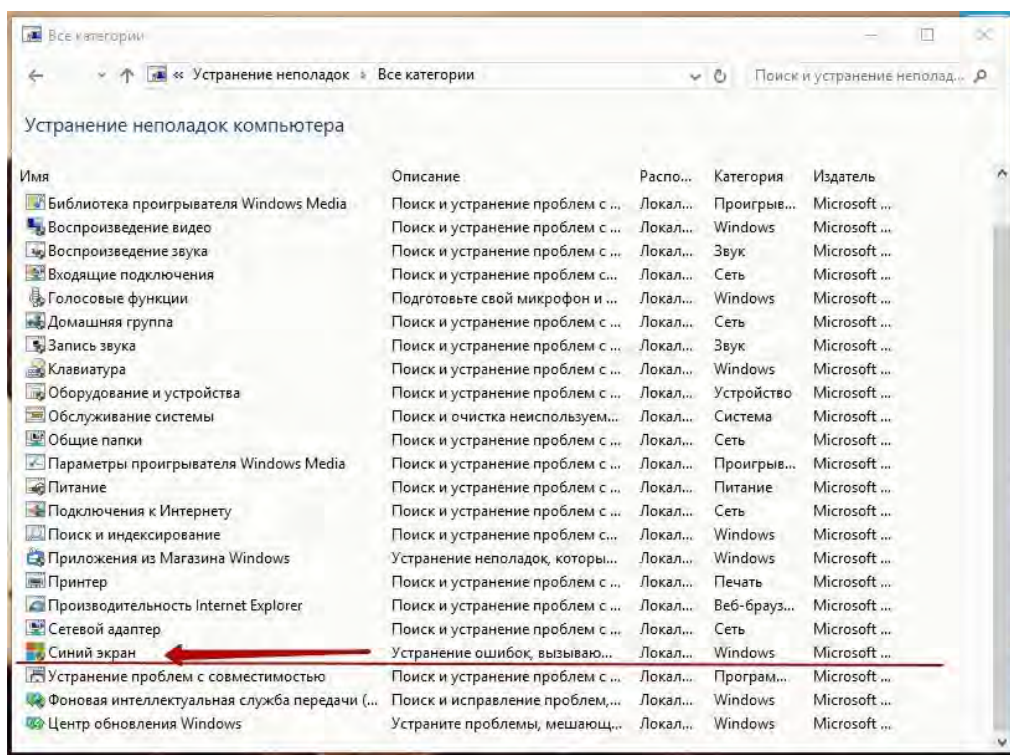 Все категории
« Устранение неполадок › Все категории Поиск и устранение неполад...
Устранение неполадок компьютера
Имя Описание Распо... Категория Издатель
Библиотека проигрывателя Windows Media Поиск и устранение проблем с ... Локал... Проигрыв... Microsoft ...
Воспроизведение видео Поиск и устранение проблем с ... Локал... Windows Microsoft ...
Воспроизведение звука Поиск и устранение проблем с ... Локал... Звук Microsoft ...
Входящие подключения Поиск и устранение проблем с... Локал... Сеть Microsoft ...
Голосовые функции Подготовьте свой микрофон и ... Локал... Windows Microsoft ...
Домашняя группа Поиск и устранение проблем с ... Локал... Сеть Microsoft ...
Запись звука Поиск и устранение проблем с ... Локал... Звук Microsoft ...
Клавиатура Поиск и устранение проблем с ... Локал... Windows Microsoft ...
Оборудование и устройства Поиск и устранение проблем с ... Локал... Устройство Microsoft ...
Обслуживание системы Поиск и очистка неиспользуем... Локал... Система Microsoft ...
Общие папки Поиск и устранение проблем с ... Локал... Сеть Microsoft ...
Параметры проигрывателя Windows Media Поиск и устранение проблем с ... Локал... Проигрыв... Microsoft ...
Питание Поиск и устранение проблем с ... Локал... Питание Microsoft ...
Подключения к Интернету Поиск и устранение проблем с ... Локал... Сеть Microsoft ...
Поиск и индексирование Поиск и устранение проблем с... Локал... Windows Microsoft ...
Приложения из Магазина Windows Устранение неполадок, которы... Локал... Windows Microsoft ...
Принтер Поиск и устранение проблем с ... Локал... Печать Microsoft ...
Производительность Internet Explorer Поиск и устранение проблем с ... Локал... Веб-брауз... Microsoft ...
Сетевой адаптер Поиск и устранение проблем с ... Локал... Сеть Microsoft ...
Синий экран Устранение ошибок, вызываю... Локал... Windows Microsoft ...
Устранение проблем с совместимостью Поиск и устранение проблем с ... Локал... Програм... Microsoft ...
Фоновая интеллектуальная служба передачи (... Поиск и исправление проблем,... Локал... Windows Microsoft ...
Центр обновления Windows Устраните проблемы, мешающ... Локал... Windows Microsoft ...